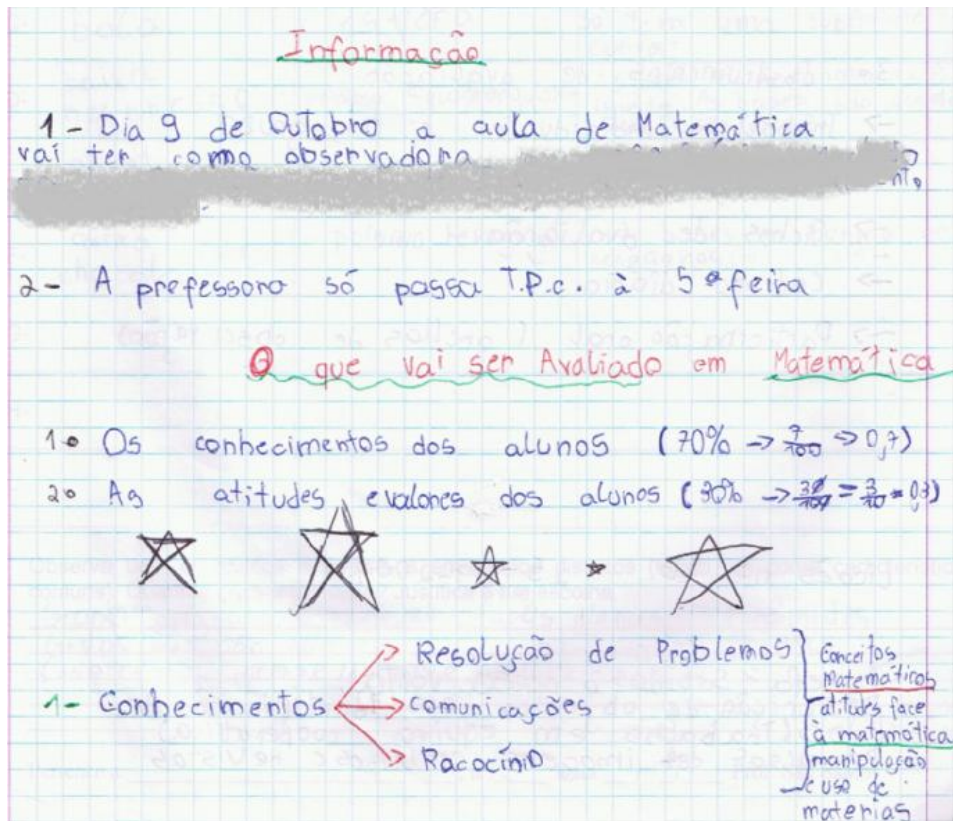 Informação
1 - Dia 9 de Outobro a aula de Matemática
vai ter como observadora
2- A professora só passa T.P.c. à 5ª feira
O que vai ser Avaliado em Matemática
1º Os conhecimentos dos alunos (70% → 7/100 → 0,7)
2º As atitudes e valores dos alunos (30% → 30/100 = 3/10 = 0,3)
Resolução de Problemas
1- Conhecimentos
comunicações
Racocínio
Conceitos
Matemáticos
atitudes face
à matemática
manipulação
e uso de
materias